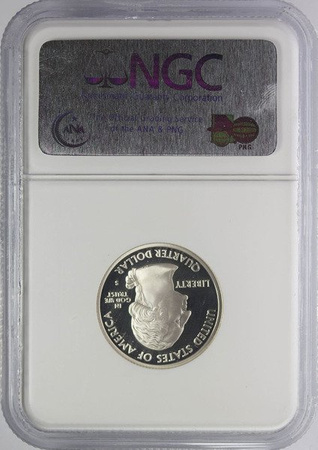 NGC
Numismatic Guaranty Corporation
The Official Grading Service
of the ANA & PNG
ANA
PNG
UNITED STATES OF AMERICA
LIBERTY
IN
GOD WE
TRUST
S
QUARTER DOLLAR